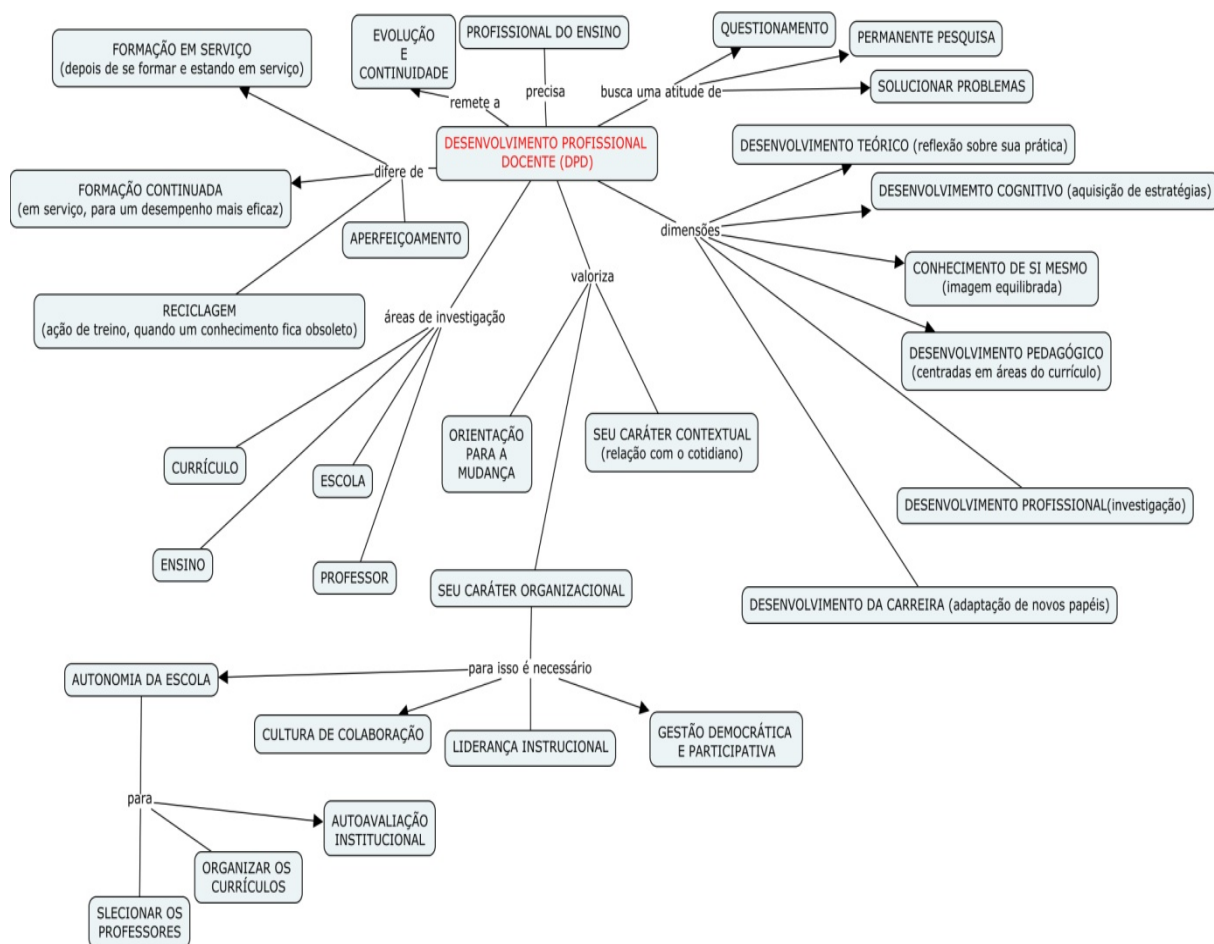 FORMAÇÃO EM SERVIÇO
(depois de se formar e estando em serviço)
EVOLUÇÃO
E
CONTINUIDADE
PROFISSIONAL DO ENSINO
QUESTIONAMENTO
PERMANENTE PESQUISA
SOLUCIONAR PROBLEMAS
remete a
precisa
busca uma atitude de
DESENVOLVIMENTO PROFISSIONAL
DOCENTE (DPD)
DESENVOLVIMENTO TEÓRICO (reflexão sobre sua prática)
difere de
FORMAÇÃO CONTINUADA
(em serviço, para um desempenho mais eficaz)
DESENVOLVIMEMTO COGNITIVO (aquisição de estratégias)
APERFEIÇOAMENTO
dimensões
CONHECIMENTO DE SI MESMO
(imagem equilibrada)
valoriza
RECICLAGEM
(ação de treino, quando um conhecimento fica obsoleto)
áreas de investigação
DESENVOLVIMENTO PEDAGÓGICO
(centradas em áreas do currículo)
ORIENTAÇÃO
PARA A
MUDANÇA
SEU CARÁTER CONTEXTUAL
(relação com o cotidiano)
CURRÍCULO
ESCOLA
DESENVOLVIMENTO PROFISSIONAL(investigação)
ENSINO
PROFESSOR
SEU CARÁTER ORGANIZACIONAL
DESENVOLVIMENTO DA CARREIRA (adaptação de novos papéis)
para isso é necessário
AUTONOMIA DA ESCOLA
CULTURA DE COLABORAÇÃO
LIDERANÇA INSTRUCIONAL
GESTÃO DEMOCRÁTICA
E PARTICIPATIVA
para
AUTOAVALIAÇÃO
INSTITUCIONAL
ORGANIZAR OS
CURRÍCULOS
SLECIONAR OS
PROFESSORES